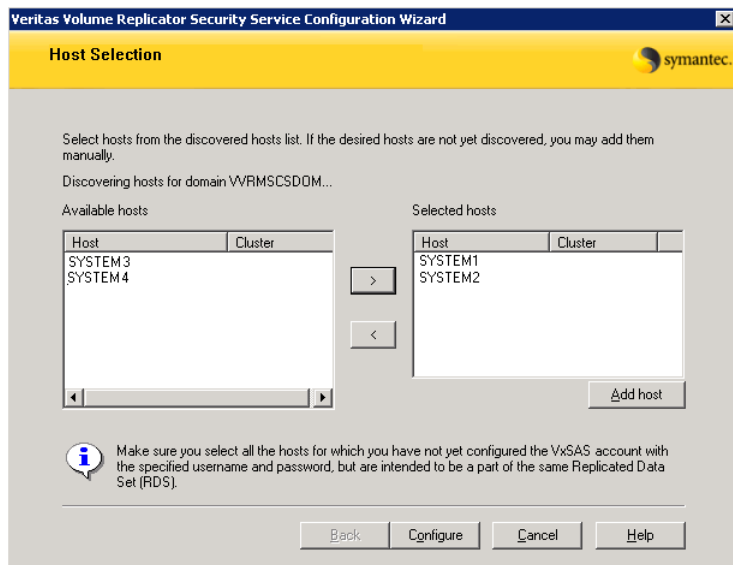 Veritas Volume Replicator Security Service Configuration Wizard
Host Selection
symantec.
Select hosts from the discovered hosts list. If the desired hosts are not yet discovered, you may add them
manually.
Discovering hosts for domain VVRMSCSDOM...
Available hosts
Selected hosts
Host Cluster
Host Cluster
SYSTEM3
SYSTEM1
SYSTEM4
SYSTEM2
>
<
Add host
Make sure you select all the hosts for which you have not yet configured the VxSAS account with
the specified username and password, but are intended to be a part of the same Replicated Data
Set (RDS).
Back Configure Cancel Help